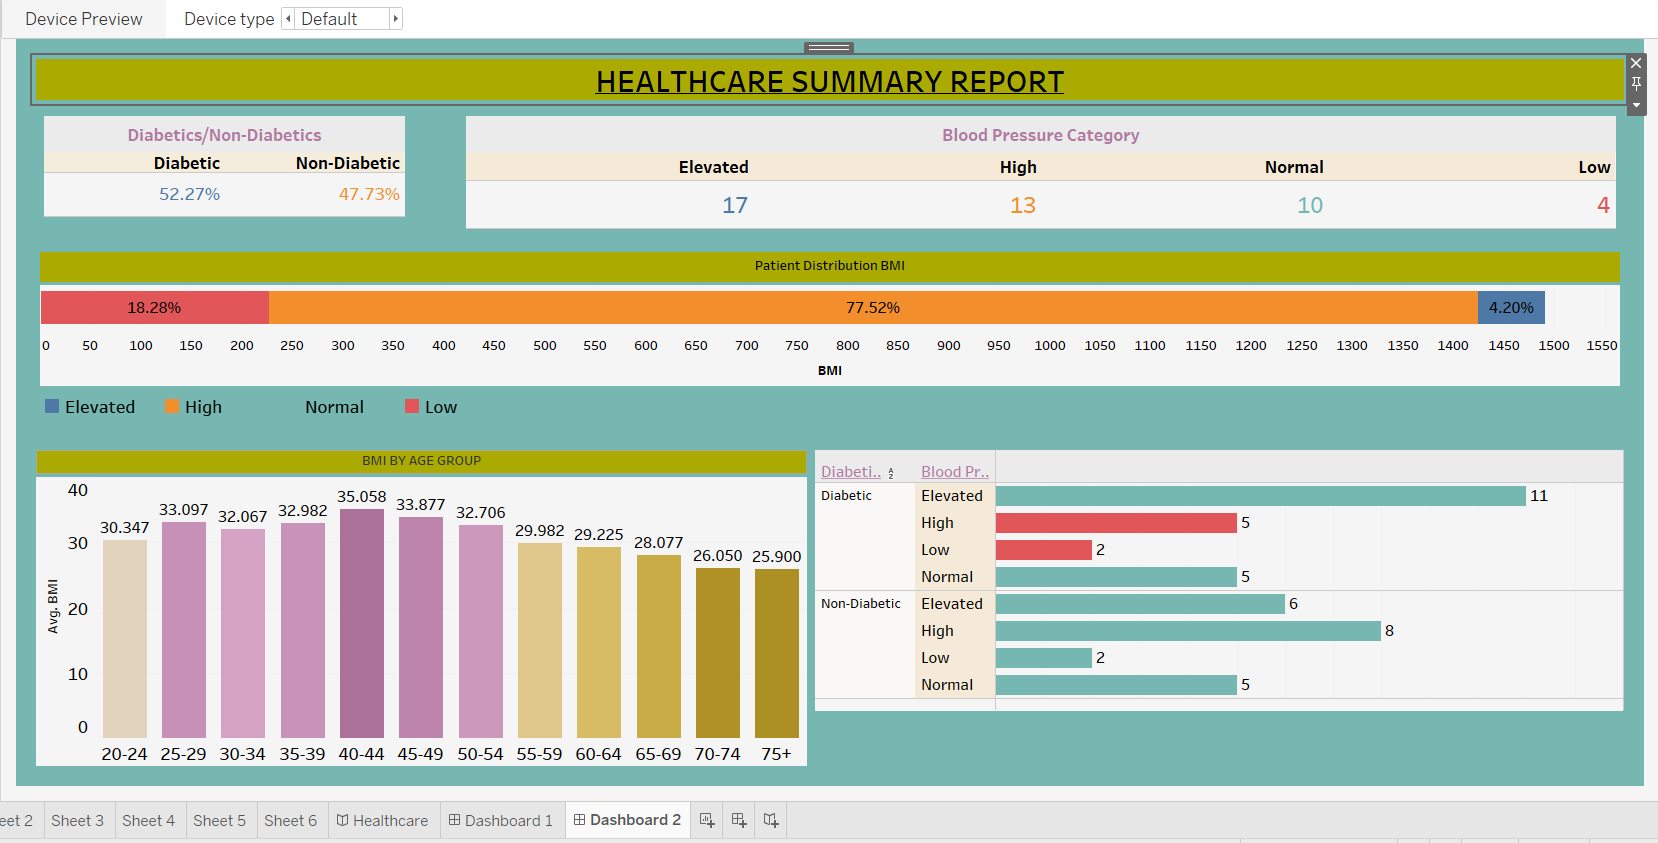 Device Preview Device type Default
HEALTHCARE SUMMARY REPORT
Diabetics/Non-Diabetics
Diabetic Non-Diabetic
52.27% 47.73%
Blood Pressure Category
Elevated High Normal Low
17 13 10 4
Patient Distribution BMI
18.28% 77.52% 4.20%
0 50 100 150 200 250 300 350 400 450 500 550 600 650 700 750 800 850 900 950 1000 1050 1100 1150 1200 1250 1300 1350 1400 1450 1500 1550
BMI
Elevated High Normal Low
BMI BY AGE GROUP
40
30
20
10
0
Avg. BMI
30.347 33.097 32.067 32.982 35.058 33.877 32.706 29.982 29.225 28.077 26.050 25.900
20-24 25-29 30-34 35-39 40-44 45-49 50-54 55-59 60-64 65-69 70-74 75+
Diabeti.. Blood Pr..
Diabetic Elevated 11
High 5
Low 2
Normal 5
Non-Diabetic Elevated 6
High 8
Low 2
Normal 5
eet 2 Sheet 3 Sheet 4 Sheet 5 Sheet 6 Healthcare Dashboard 1 Dashboard 2